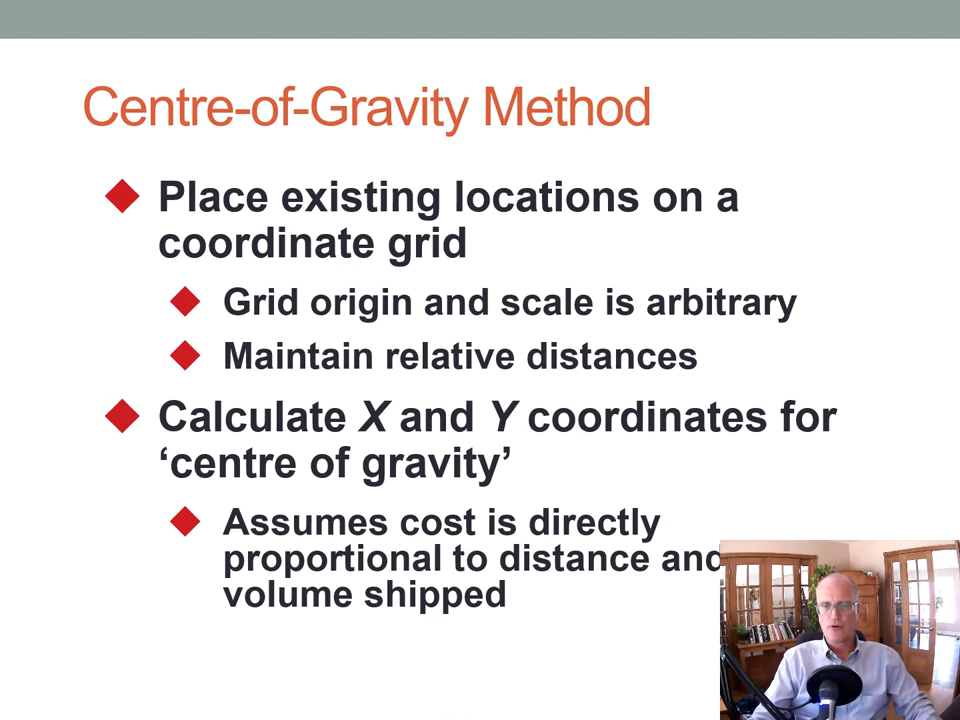 Centre-of-Gravity Method
Place existing locations on a
coordinate grid
Grid origin and scale is arbitrary
Maintain relative distances
Calculate X and Y coordinates for
‘centre of gravity’
Assumes cost is directly
proportional to distance and
volume shipped